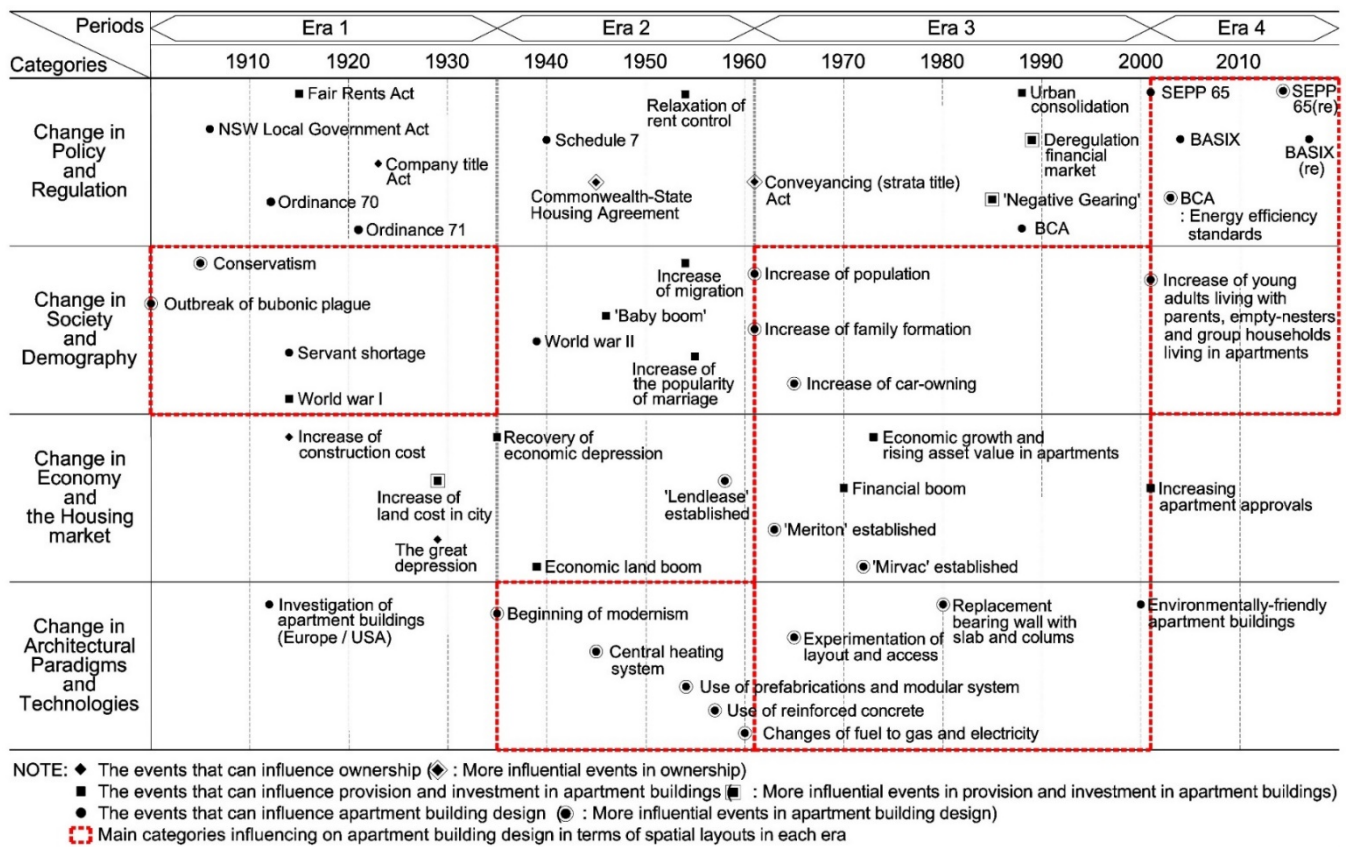 Periods
Era 1
Era 2
Era 3
Era 4
Categories
1910
1920
1930
1940
1950
1960
1970
1980
1990
2000
2010
Change in
Policy
and
Regulation
Fair Rents Act
NSW Local Government Act
Company title
Act
Ordinance 70
Ordinance 71
Relaxation of
rent control
Schedule 7
Commonwealth-State
Housing Agreement
Urban
consolidation
Deregulation
financial
market
Conveyancing (strata title)
Act
'Negative Gearing'
BCA
SEPP 65
SEPP
65(re)
BASIX
BASIX
(re)
BCA
: Energy efficiency
standards
Change in
Society
and
Demography
Conservatism
Outbreak of bubonic plague
Servant shortage
World war I
Increase
of migration
'Baby boom'
World war II
Increase of
the popularity
of marriage
Increase of population
Increase of family formation
Increase of car-owning
Increase of young
adults living with
parents, empty-nesters
and group households
living in apartments
Change in
Economy
and
the Housing
market
Increase of
construction cost
Increase of
land cost in city
The great
depression
Recovery of
economic depression
'Lendlease'
established
Economic land boom
Economic growth and
rising asset value in apartments
Financial boom
'Meriton' established
'Mirvac' established
Increasing
apartment approvals
Change in
Architectural
Paradigms
and
Technologies
Investigation of
apartment buildings
(Europe / USA)
Beginning of modernism
Central heating
system
Use of prefabrications and modular system
Use of reinforced concrete
Changes of fuel to gas and electricity
Replacement
bearing wall with
slab and colums
Experimentation of
layout and access
Environmentally-friendly
apartment buildings
NOTE: ◆ The events that can influence ownership (◈ : More influential events in ownership)
■ The events that can influence provision and investment in apartment buildings (▣ : More influential events in provision and investment in apartment buildings)
● The events that can influence apartment building design (◉ : More influential events in apartment building design)
Main categories influencing on apartment building design in terms of spatial layouts in each era